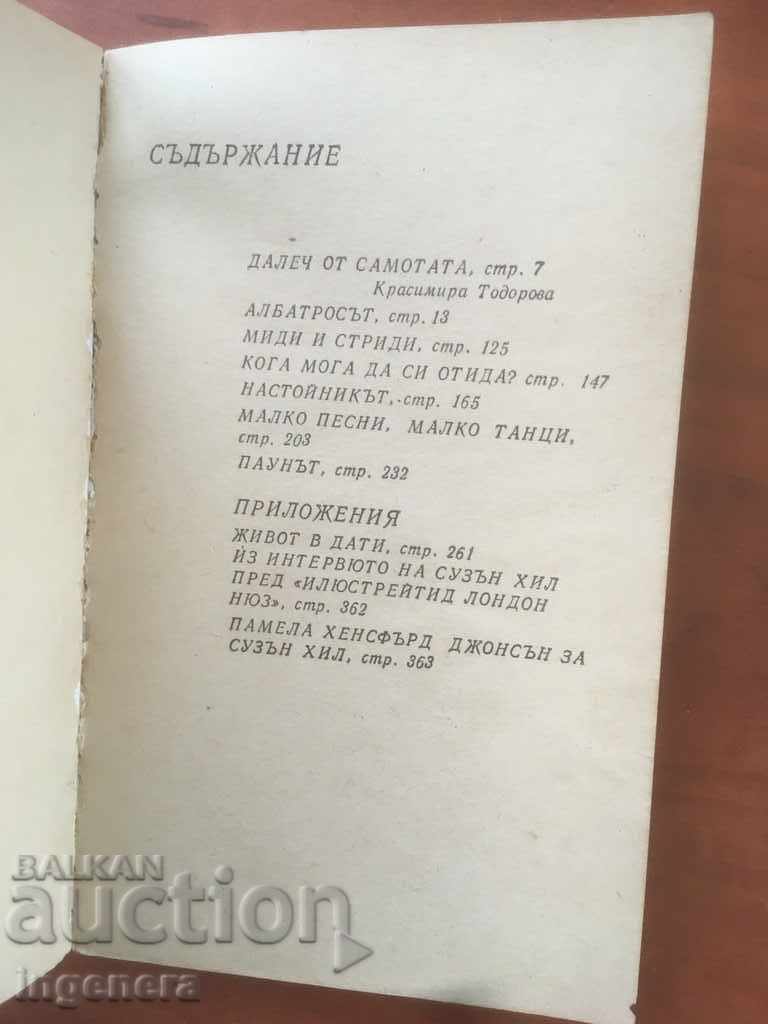 СЪДЪРЖАНИЕ
ДАЛЕЧ ОТ САМОТАТА, стр. 7
Красимира Тодорова
АЛБАТРОСЪТ, стр. 13
МИДИ И СТРИДИ, стр. 125
КОГА МОГА ДА СИ ОТИДА? стр. 147
НАСТОЙНИКЪТ, стр. 165
МАЛКО ПЕСНИ, МАЛКО ТАНЦИ,
стр. 203
ПАУНЪТ, стр. 232
ПРИЛОЖЕНИЯ
ЖИВОТ В ДАТИ, стр. 261
ИЗ ИНТЕРВЮТО НА СУЗЪН ХИЛ
ПРЕД «ИЛЮСТРЕЙТИД ЛОНДОН
НЮЗ», стр. 362
ПАМЕЛА ХЕНСФЪРД ДЖОНСЪН ЗА
СУЗЪН ХИЛ, стр. 363
BALKAN
auction
ingenera